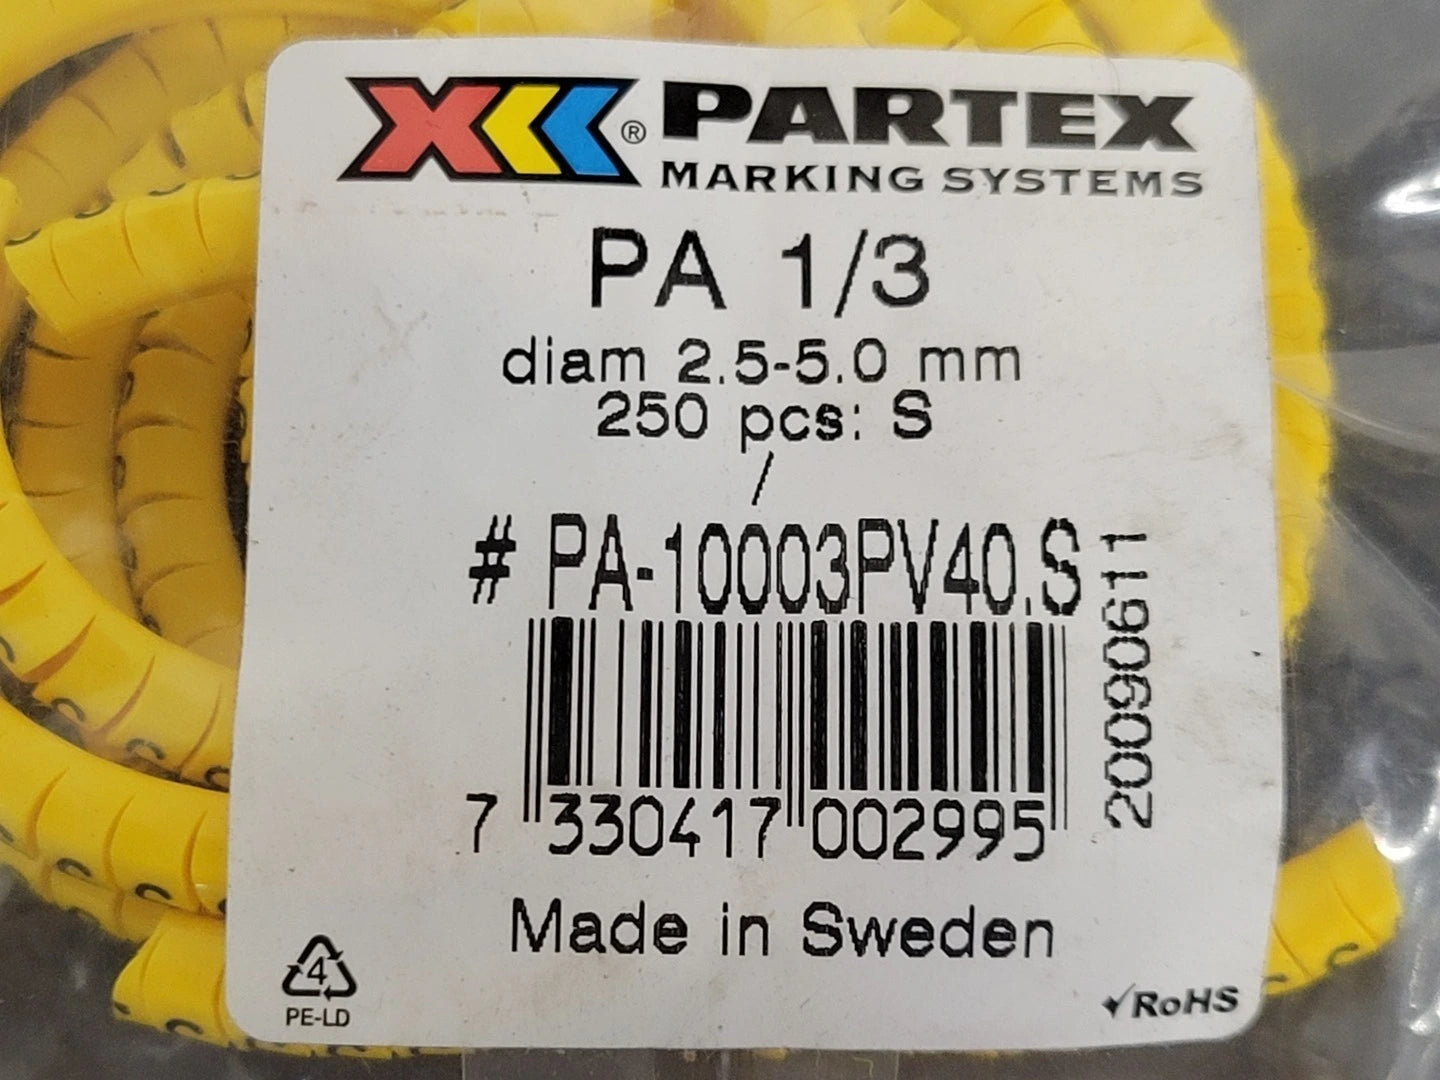 ® PARTEX
MARKING SYSTEMS
PA 1/3
diam 2.5-5.0 mm
250 pcs: S
/
# PA-10003PV40.S
20090611
7 330417 002995
Made in Sweden
4
PE-LD
✓RoHS